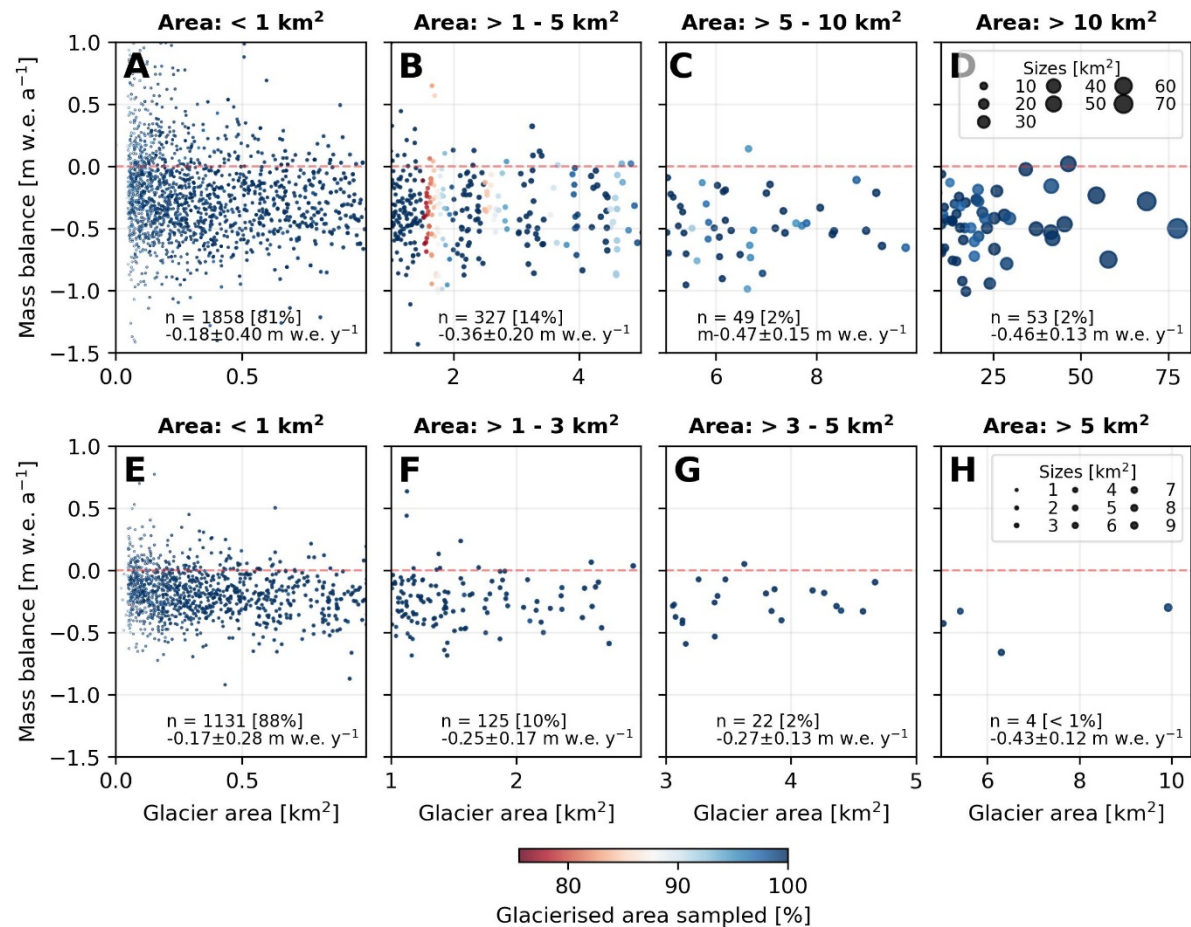 Area: < 1 km²
Area: > 1 - 5 km²
Area: > 5 - 10 km²
Area: > 10 km²
Mass balance [m w.e. a⁻¹]
1.0
0.5
0.0
−0.5
−1.0
−1.5
A
n = 1858 [81%]
-0.18±0.40 m w.e. y⁻¹
0.0
0.5
B
n = 327 [14%]
-0.36±0.20 m w.e. y⁻¹
2
4
C
n = 49 [2%]
m-0.47±0.15 m w.e. y⁻¹
6
8
D
Sizes [km²]
10 40 60
20 50 70
30
n = 53 [2%]
-0.46±0.13 m w.e. y⁻¹
25
50
75
Area: < 1 km²
Area: > 1 - 3 km²
Area: > 3 - 5 km²
Area: > 5 km²
Mass balance [m w.e. a⁻¹]
1.0
0.5
0.0
−0.5
−1.0
−1.5
E
n = 1131 [88%]
-0.17±0.28 m w.e. y⁻¹
0.0
0.5
Glacier area [km²]
F
n = 125 [10%]
-0.25±0.17 m w.e. y⁻¹
1
2
Glacier area [km²]
G
n = 22 [2%]
-0.27±0.13 m w.e. y⁻¹
3
4
5
Glacier area [km²]
H
Sizes [km²]
1 4 7
2 5 8
3 6 9
n = 4 [< 1%]
-0.43±0.12 m w.e. y⁻¹
6
8
10
Glacier area [km²]
80
90
100
Glacierised area sampled [%]